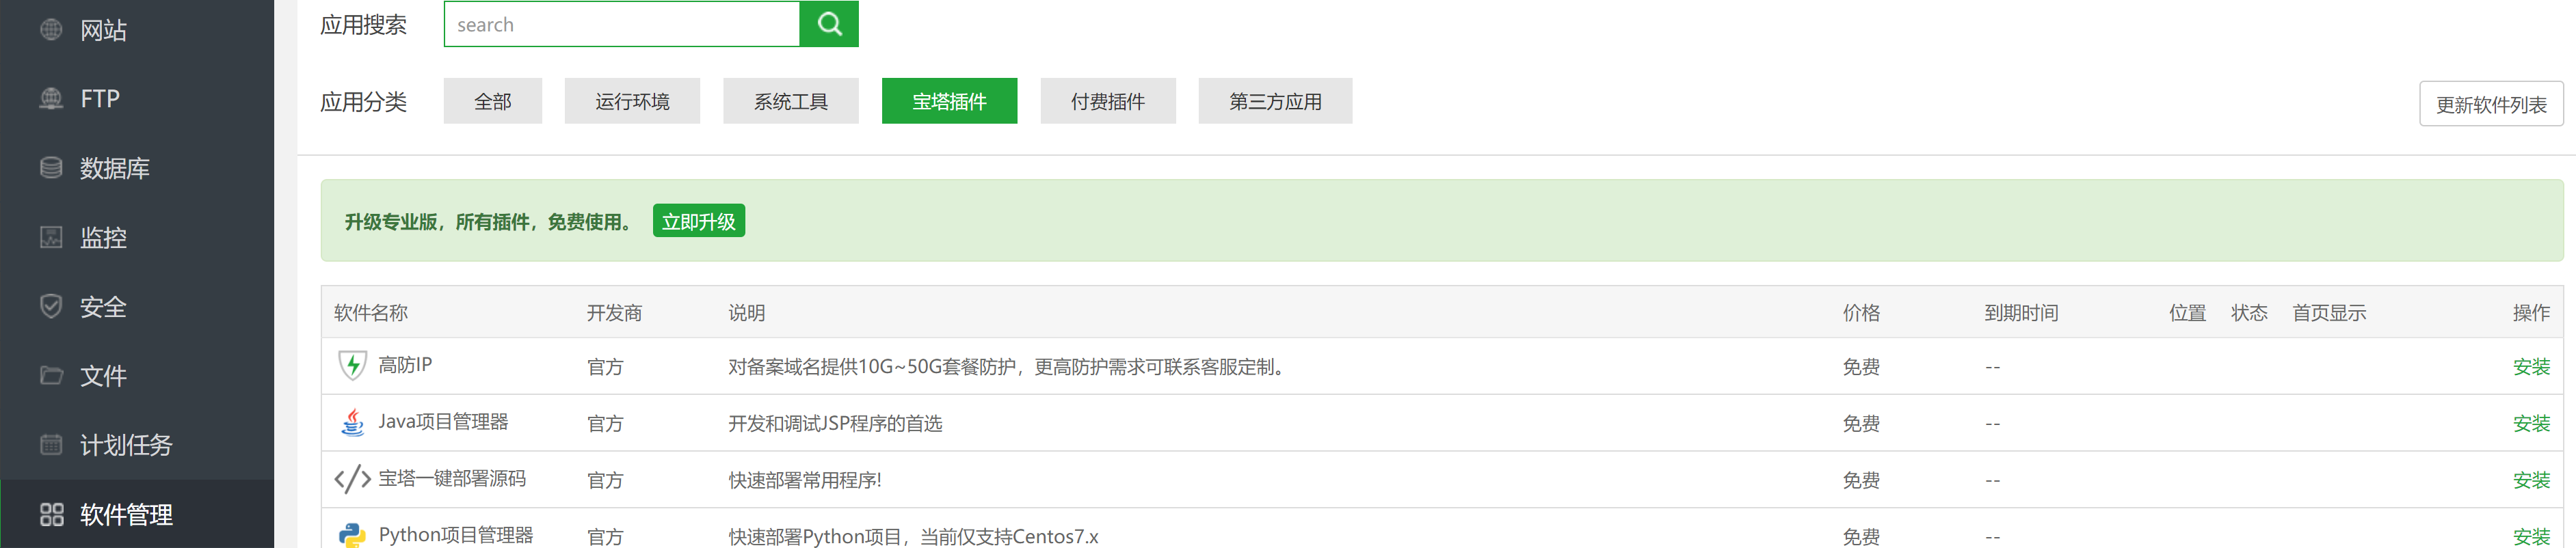 网站
FTP
数据库
监控
安全
文件
计划任务
软件管理
应用搜索 search
应用分类 全部 运行环境 系统工具 宝塔插件 付费插件 第三方应用 更新软件列表
升级专业版，所有插件，免费使用。 立即升级
软件名称 开发商 说明 价格 到期时间 位置 状态 首页显示 操作
高防IP 官方 对备案域名提供10G~50G套餐防护，更高防护需求可联系客服定制。 免费 -- 安装
Java项目管理器 官方 开发和调试JSP程序的首选 免费 -- 安装
宝塔一键部署源码 官方 快速部署常用程序! 免费 -- 安装
Python项目管理器 官方 快速部署Python项目，当前仅支持Centos7.x 免费 -- 安装